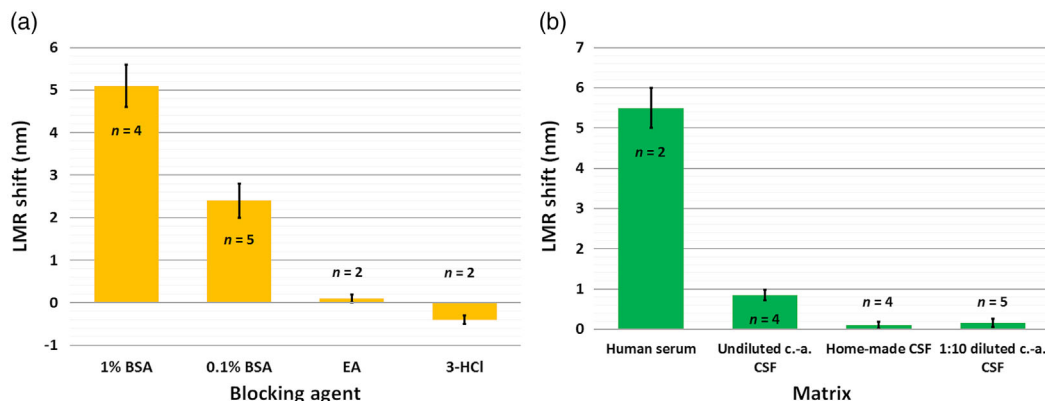 (a)
LMR shift (nm)
6
5
4
3
2
1
0
-1
n = 4
n = 5
n = 2
n = 2
1% BSA
0.1% BSA
EA
3-HCl
Blocking agent
(b)
LMR shift (nm)
7
6
5
4
3
2
1
0
n = 2
n = 4
n = 4
n = 5
Human serum
Undiluted c.-a.
CSF
Home-made CSF
1:10 diluted c.-a.
CSF
Matrix